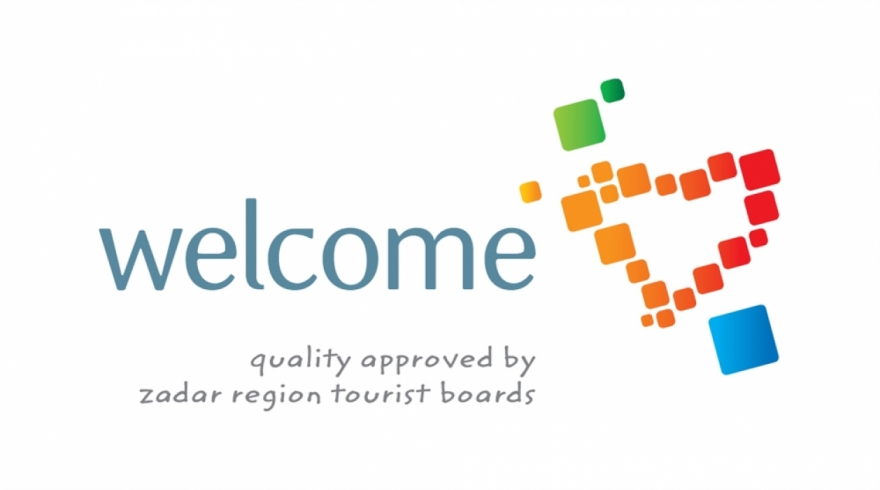 welcome
quality approved by
zadar region tourist boards